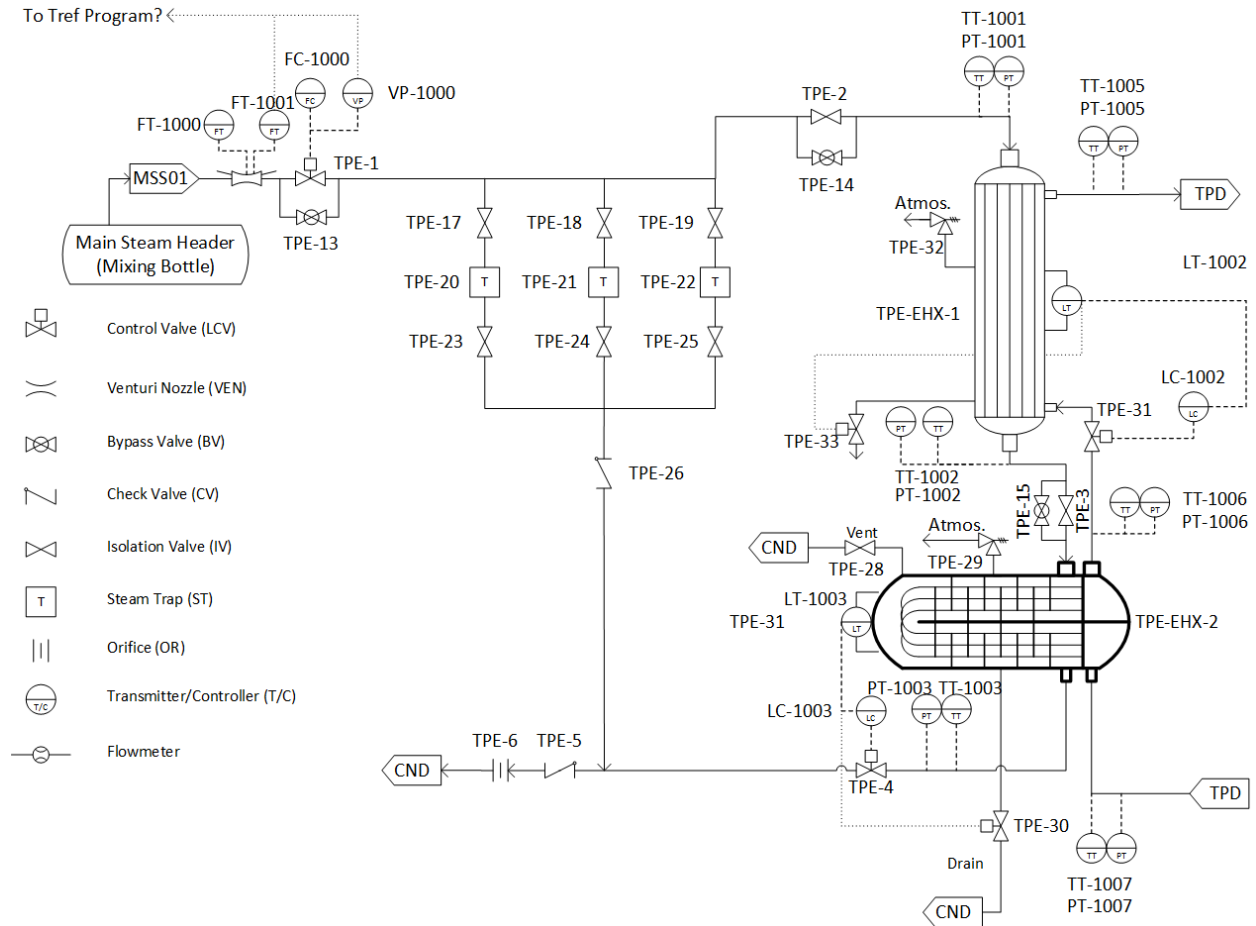 To Tref Program?
TT-1001
PT-1001
TT
PT
FC-1000
FC
VP
VP-1000
FT-1000
FT
FT-1001
FT
TPE-2
TPE-14
TT-1005
PT-1005
TT
PT
MSS01
TPE-1
TPE-13
Main Steam Header
(Mixing Bottle)
TPD
TPE-17
TPE-18
TPE-19
Atmos.
TPE-32
LT-1002
TPE-20
T
TPE-21
T
TPE-22
T
TPE-EHX-1
LT
TPE-23
TPE-24
TPE-25
Control Valve (LCV)
Venturi Nozzle (VEN)
Bypass Valve (BV)
Check Valve (CV)
Isolation Valve (IV)
T
Steam Trap (ST)
Orifice (OR)
T/C
Transmitter/Controller (T/C)
Flowmeter
LC-1002
LC
TPE-31
TPE-33
PT
TT
TT-1002
PT-1002
TPE-26
TPE-15
TPE-3
TT
PT
TT-1006
PT-1006
CND
Vent
TPE-28
Atmos.
TPE-29
LT-1003
TPE-31
LT
TPE-EHX-2
PT-1003
TT-1003
LC-1003
LC
PT
TT
CND
TPE-6
TPE-5
TPE-4
TPD
TPE-30
TT
PT
Drain
TT-1007
PT-1007
CND